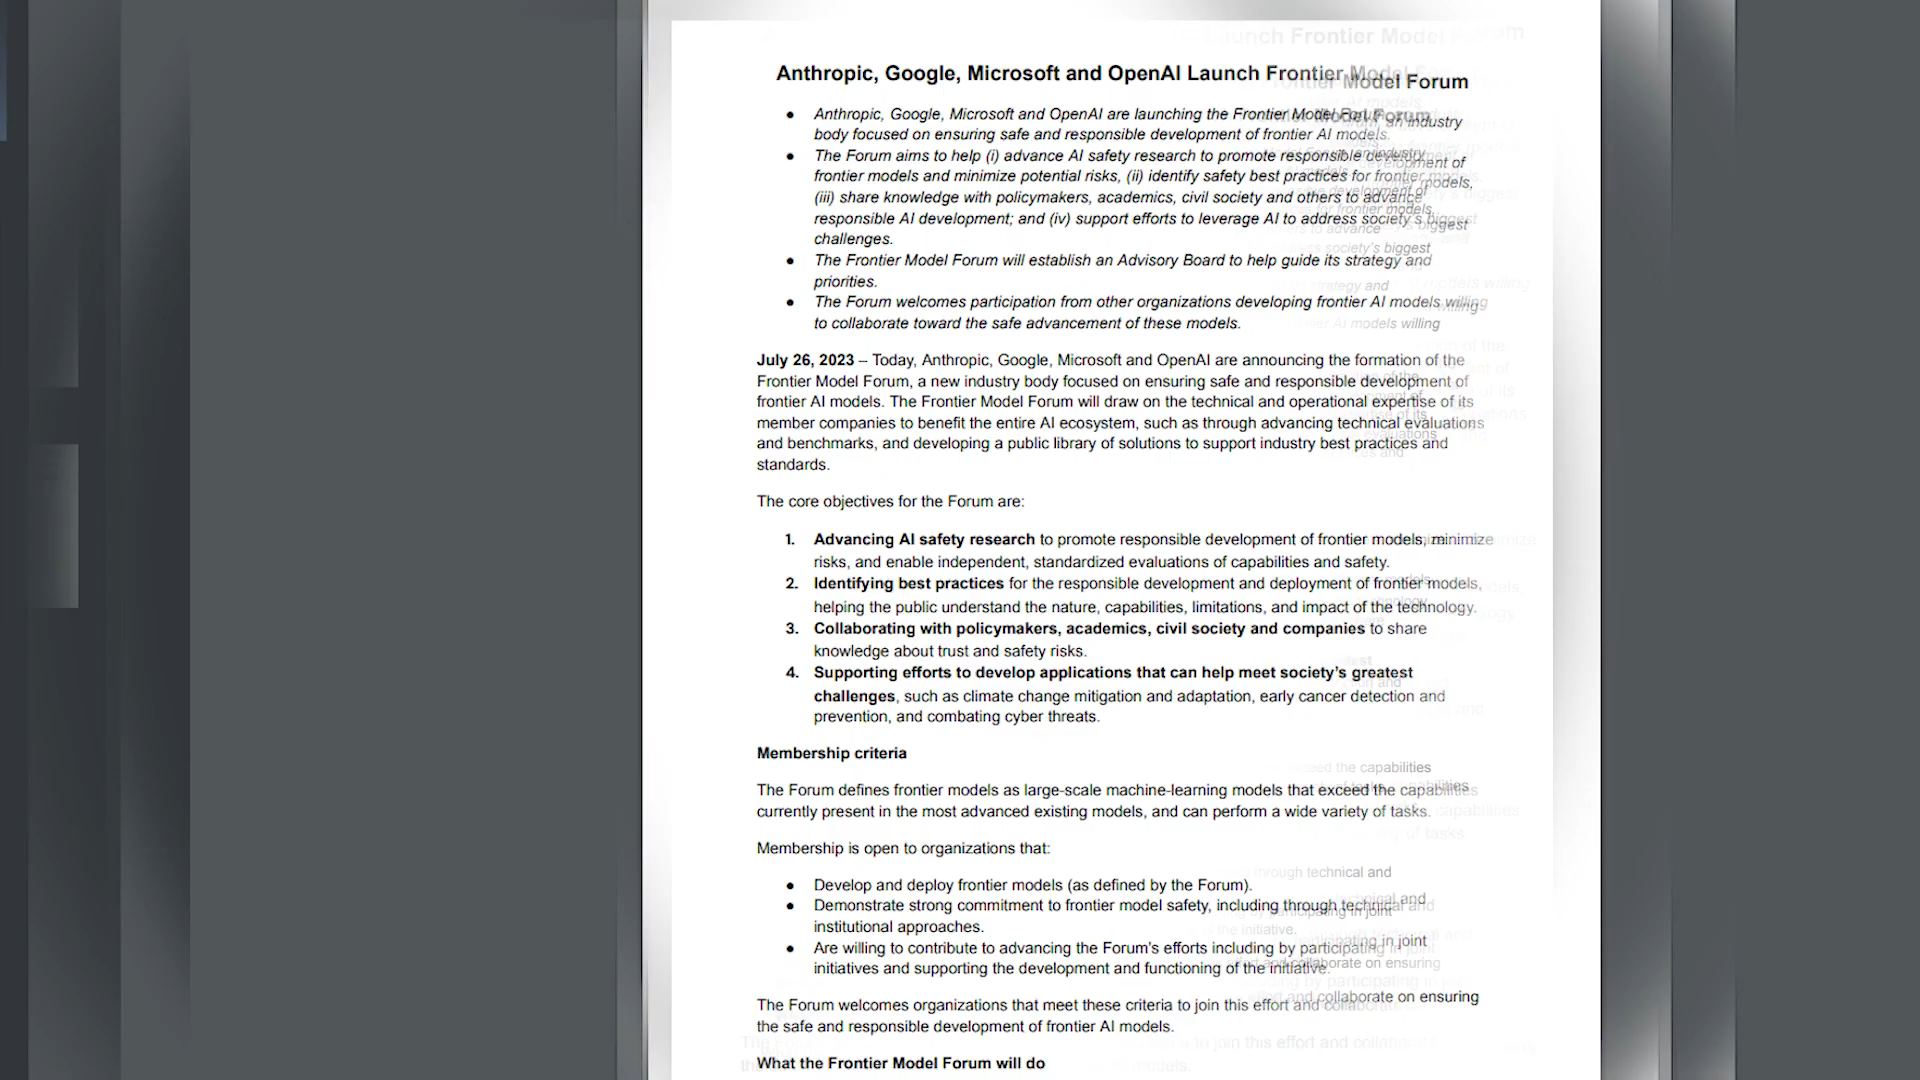 Anthropic, Google, Microsoft and OpenAI Launch Frontier Model Forum
● Anthropic, Google, Microsoft and OpenAI are launching the Frontier Model Forum, an industry
body focused on ensuring safe and responsible development of frontier AI models.
● The Forum aims to help (i) advance AI safety research to promote responsible development of
frontier models and minimize potential risks, (ii) identify safety best practices for frontier models,
(iii) share knowledge with policymakers, academics, civil society and others to advance
responsible AI development; and (iv) support efforts to leverage AI to address society's biggest
challenges.
● The Frontier Model Forum will establish an Advisory Board to help guide its strategy and
priorities.
● The Forum welcomes participation from other organizations developing frontier AI models willing
to collaborate toward the safe advancement of these models.
July 26, 2023 – Today, Anthropic, Google, Microsoft and OpenAI are announcing the formation of the
Frontier Model Forum, a new industry body focused on ensuring safe and responsible development of
frontier AI models. The Frontier Model Forum will draw on the technical and operational expertise of its
member companies to benefit the entire AI ecosystem, such as through advancing technical evaluations
and benchmarks, and developing a public library of solutions to support industry best practices and
standards.
The core objectives for the Forum are:
1. Advancing AI safety research to promote responsible development of frontier models, minimize
risks, and enable independent, standardized evaluations of capabilities and safety.
2. Identifying best practices for the responsible development and deployment of frontier models,
helping the public understand the nature, capabilities, limitations, and impact of the technology.
3. Collaborating with policymakers, academics, civil society and companies to share
knowledge about trust and safety risks.
4. Supporting efforts to develop applications that can help meet society's greatest
challenges, such as climate change mitigation and adaptation, early cancer detection and
prevention, and combating cyber threats.
Membership criteria
The Forum defines frontier models as large-scale machine-learning models that exceed the capabilities
currently present in the most advanced existing models, and can perform a wide variety of tasks.
Membership is open to organizations that:
● Develop and deploy frontier models (as defined by the Forum).
● Demonstrate strong commitment to frontier model safety, including through technical and
institutional approaches.
● Are willing to contribute to advancing the Forum's efforts including by participating in joint
initiatives and supporting the development and functioning of the initiative.
The Forum welcomes organizations that meet these criteria to join this effort and collaborate on ensuring
the safe and responsible development of frontier AI models.
What the Frontier Model Forum will do